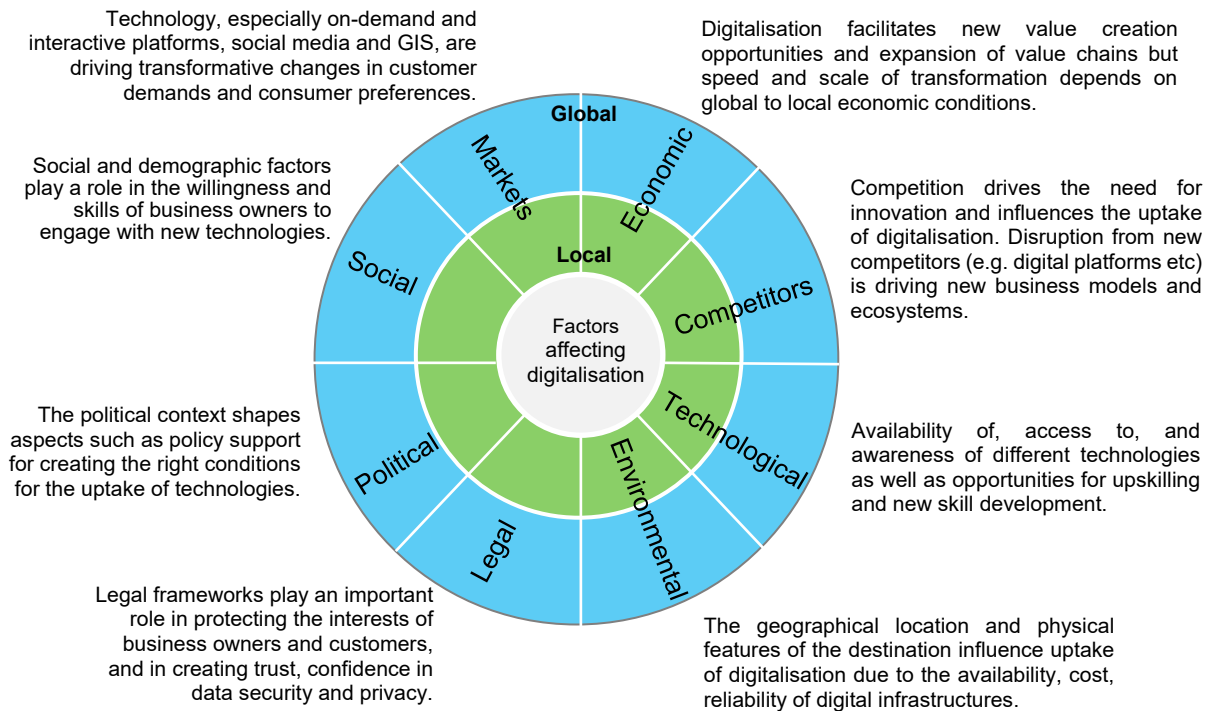 Technology, especially on-demand and
interactive platforms, social media and GIS, are
driving transformative changes in customer
demands and consumer preferences.
Digitalisation facilitates new value creation
opportunities and expansion of value chains but
speed and scale of transformation depends on
global to local economic conditions.
Social and demographic factors
play a role in the willingness and
skills of business owners to
engage with new technologies.
Competition drives the need for
innovation and influences the uptake
of digitalisation. Disruption from new
competitors (e.g. digital platforms etc)
is driving new business models and
ecosystems.
Global
Markets
Economic
Local
Social
Competitors
Factors
affecting
digitalisation
Political
Technological
Legal
Environmental
The political context shapes
aspects such as policy support
for creating the right conditions
for the uptake of technologies.
Availability of, access to, and
awareness of different technologies
as well as opportunities for upskilling
and new skill development.
Legal frameworks play an important
role in protecting the interests of
business owners and customers,
and in creating trust, confidence in
data security and privacy.
The geographical location and physical
features of the destination influence uptake
of digitalisation due to the availability, cost,
reliability of digital infrastructures.